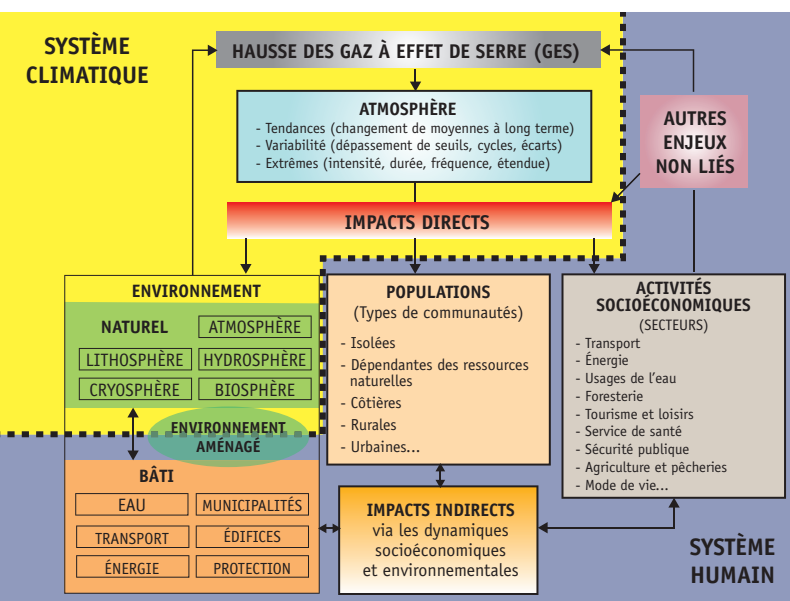 SYSTÈME
CLIMATIQUE
HAUSSE DES GAZ À EFFET DE SERRE (GES)
ATMOSPHÈRE
- Tendances (changement de moyennes à long terme)
- Variabilité (dépassement de seuils, cycles, écarts)
- Extrêmes (intensité, durée, fréquence, étendue)
AUTRES
ENJEUX
NON LIÉS
IMPACTS DIRECTS
ENVIRONNEMENT
NATUREL
ATMOSPHÈRE
LITHOSPHÈRE
HYDROSPHÈRE
CRYOSPHÈRE
BIOSPHÈRE
ENVIRONNEMENT
AMÉNAGÉ
BÂTI
EAU
MUNICIPALITÉS
TRANSPORT
ÉDIFICES
ÉNERGIE
PROTECTION
POPULATIONS
(Types de communautés)
- Isolées
- Dépendantes des ressources
naturelles
- Côtières
- Rurales
- Urbaines...
IMPACTS INDIRECTS
via les dynamiques
socioéconomiques
et environnementales
ACTIVITÉS
SOCIOÉCONOMIQUES
(SECTEURS)
- Transport
- Énergie
- Usages de l'eau
- Foresterie
- Tourisme et loisirs
- Service de santé
- Sécurité publique
- Agriculture et pêcheries
- Mode de vie...
SYSTÈME
HUMAIN